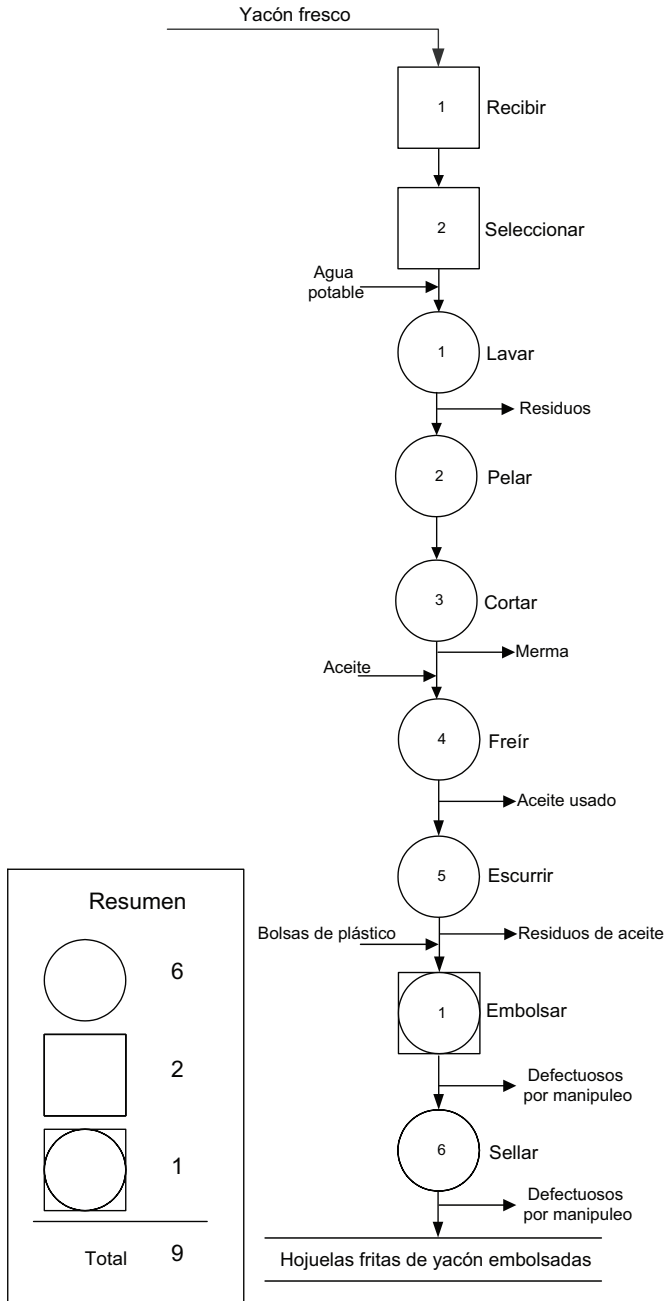 Yacón fresco
1
Recibir
2
Seleccionar
Agua
potable
1
Lavar
Residuos
2
Pelar
3
Cortar
Merma
Aceite
4
Freír
Aceite usado
5
Escurrir
Bolsas de plástico
Residuos de aceite
1
Embolsar
Defectuosos
por manipuleo
6
Sellar
Defectuosos
por manipuleo
Hojuelas fritas de yacón embolsadas
Resumen
6
2
1
Total 9